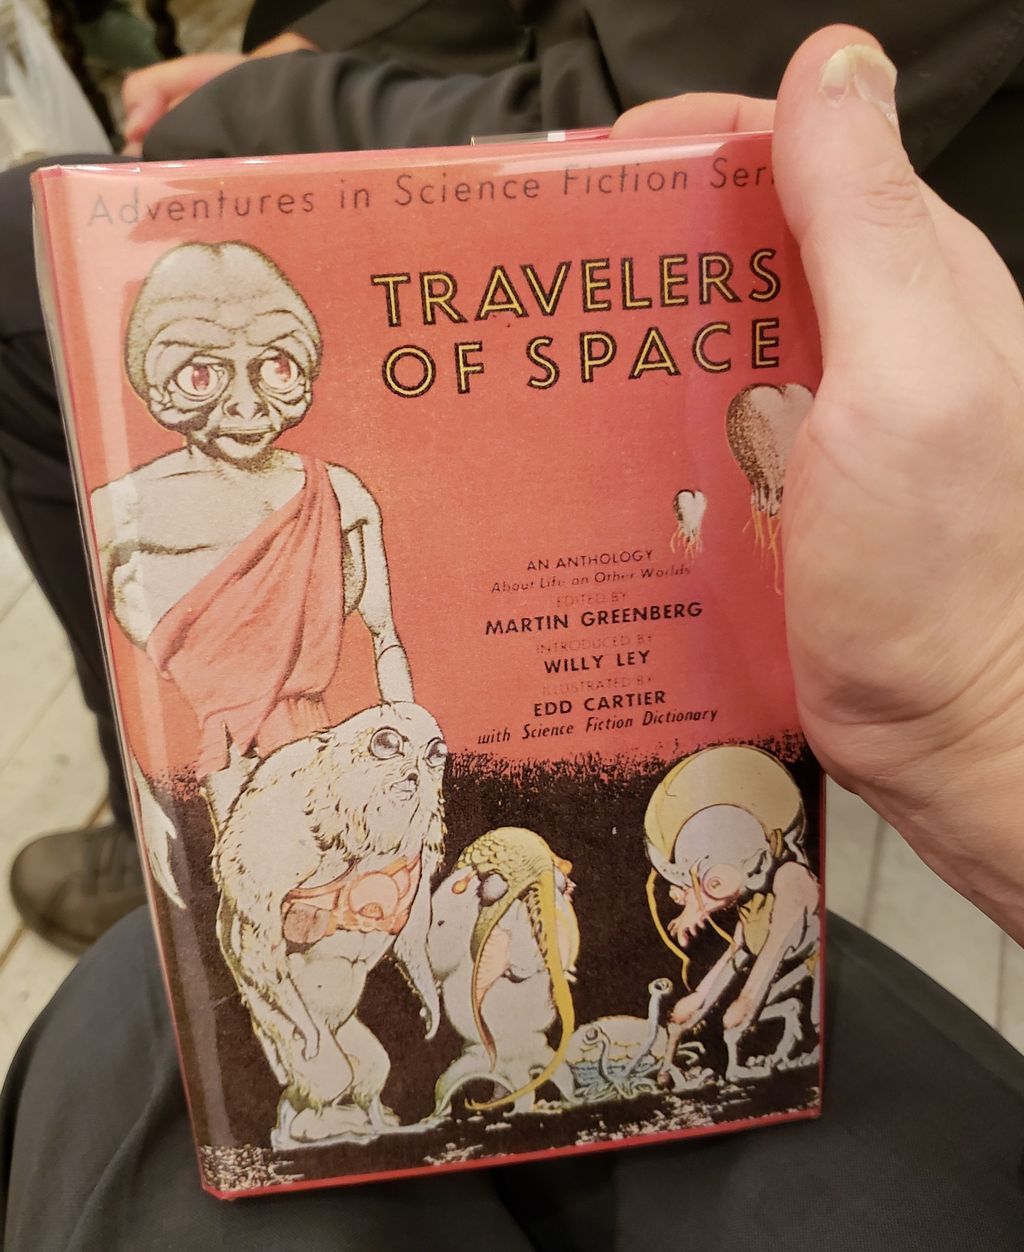 Adventures in Science Fiction Ser
TRAVELERS
OF SPACE
AN ANTHOLOGY
About Life on Other Worlds
EDITED BY
MARTIN GREENBERG
INTRODUCED BY
WILLY LEY
ILLUSTRATED BY
EDD CARTIER
with Science Fiction Dictionary